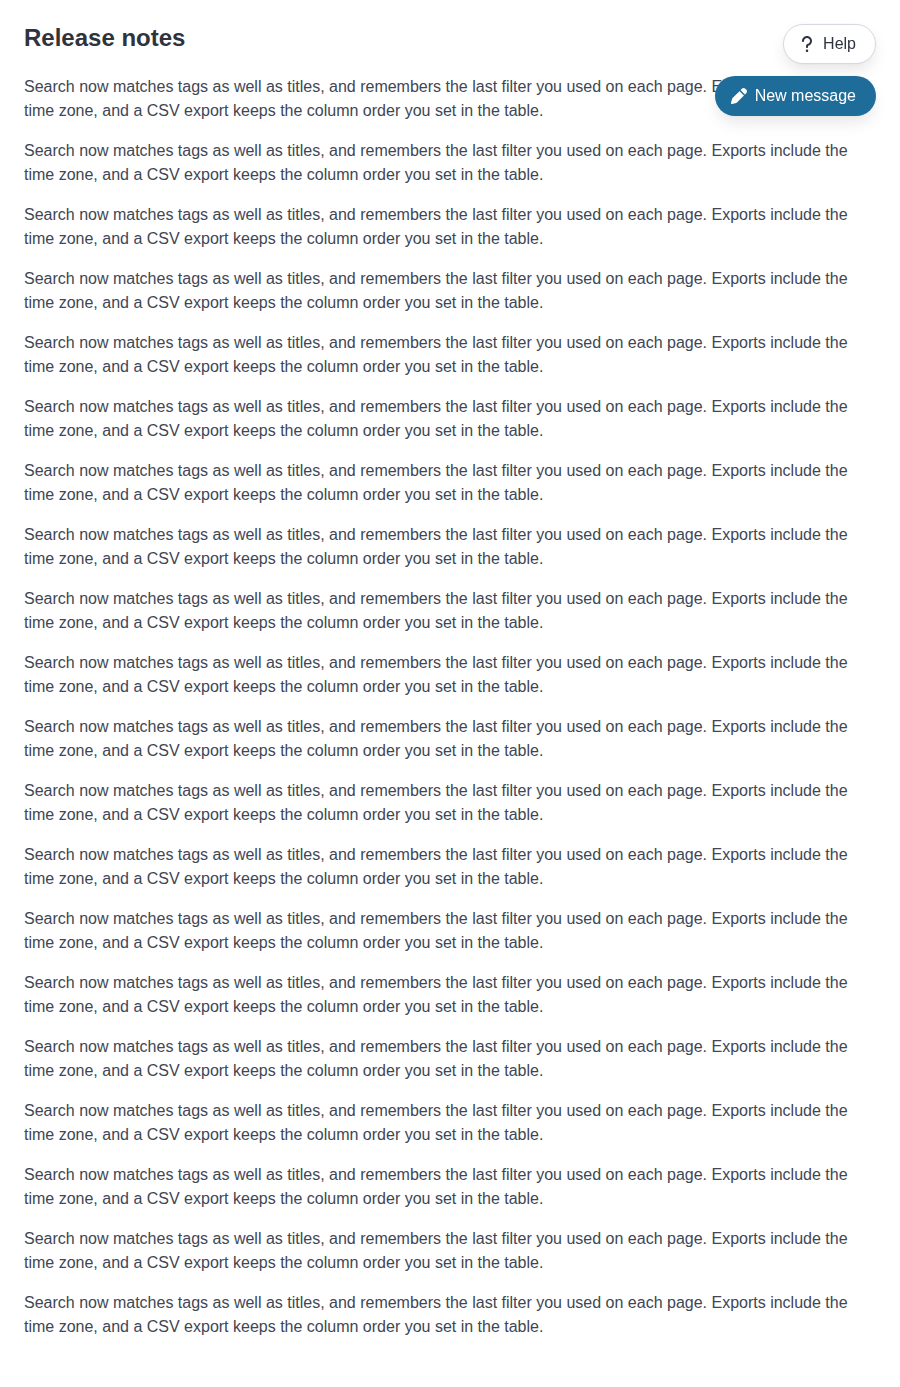 Release notes
Help
Search now matches tags as well as titles, and remembers the last filter you used on each page.
New message
time zone, and a CSV export keeps the column order you set in the table.
Search now matches tags as well as titles, and remembers the last filter you used on each page. Exports include the
time zone, and a CSV export keeps the column order you set in the table.
Search now matches tags as well as titles, and remembers the last filter you used on each page. Exports include the
time zone, and a CSV export keeps the column order you set in the table.
Search now matches tags as well as titles, and remembers the last filter you used on each page. Exports include the
time zone, and a CSV export keeps the column order you set in the table.
Search now matches tags as well as titles, and remembers the last filter you used on each page. Exports include the
time zone, and a CSV export keeps the column order you set in the table.
Search now matches tags as well as titles, and remembers the last filter you used on each page. Exports include the
time zone, and a CSV export keeps the column order you set in the table.
Search now matches tags as well as titles, and remembers the last filter you used on each page. Exports include the
time zone, and a CSV export keeps the column order you set in the table.
Search now matches tags as well as titles, and remembers the last filter you used on each page. Exports include the
time zone, and a CSV export keeps the column order you set in the table.
Search now matches tags as well as titles, and remembers the last filter you used on each page. Exports include the
time zone, and a CSV export keeps the column order you set in the table.
Search now matches tags as well as titles, and remembers the last filter you used on each page. Exports include the
time zone, and a CSV export keeps the column order you set in the table.
Search now matches tags as well as titles, and remembers the last filter you used on each page. Exports include the
time zone, and a CSV export keeps the column order you set in the table.
Search now matches tags as well as titles, and remembers the last filter you used on each page. Exports include the
time zone, and a CSV export keeps the column order you set in the table.
Search now matches tags as well as titles, and remembers the last filter you used on each page. Exports include the
time zone, and a CSV export keeps the column order you set in the table.
Search now matches tags as well as titles, and remembers the last filter you used on each page. Exports include the
time zone, and a CSV export keeps the column order you set in the table.
Search now matches tags as well as titles, and remembers the last filter you used on each page. Exports include the
time zone, and a CSV export keeps the column order you set in the table.
Search now matches tags as well as titles, and remembers the last filter you used on each page. Exports include the
time zone, and a CSV export keeps the column order you set in the table.
Search now matches tags as well as titles, and remembers the last filter you used on each page. Exports include the
time zone, and a CSV export keeps the column order you set in the table.
Search now matches tags as well as titles, and remembers the last filter you used on each page. Exports include the
time zone, and a CSV export keeps the column order you set in the table.
Search now matches tags as well as titles, and remembers the last filter you used on each page. Exports include the
time zone, and a CSV export keeps the column order you set in the table.
Search now matches tags as well as titles, and remembers the last filter you used on each page. Exports include the
time zone, and a CSV export keeps the column order you set in the table.